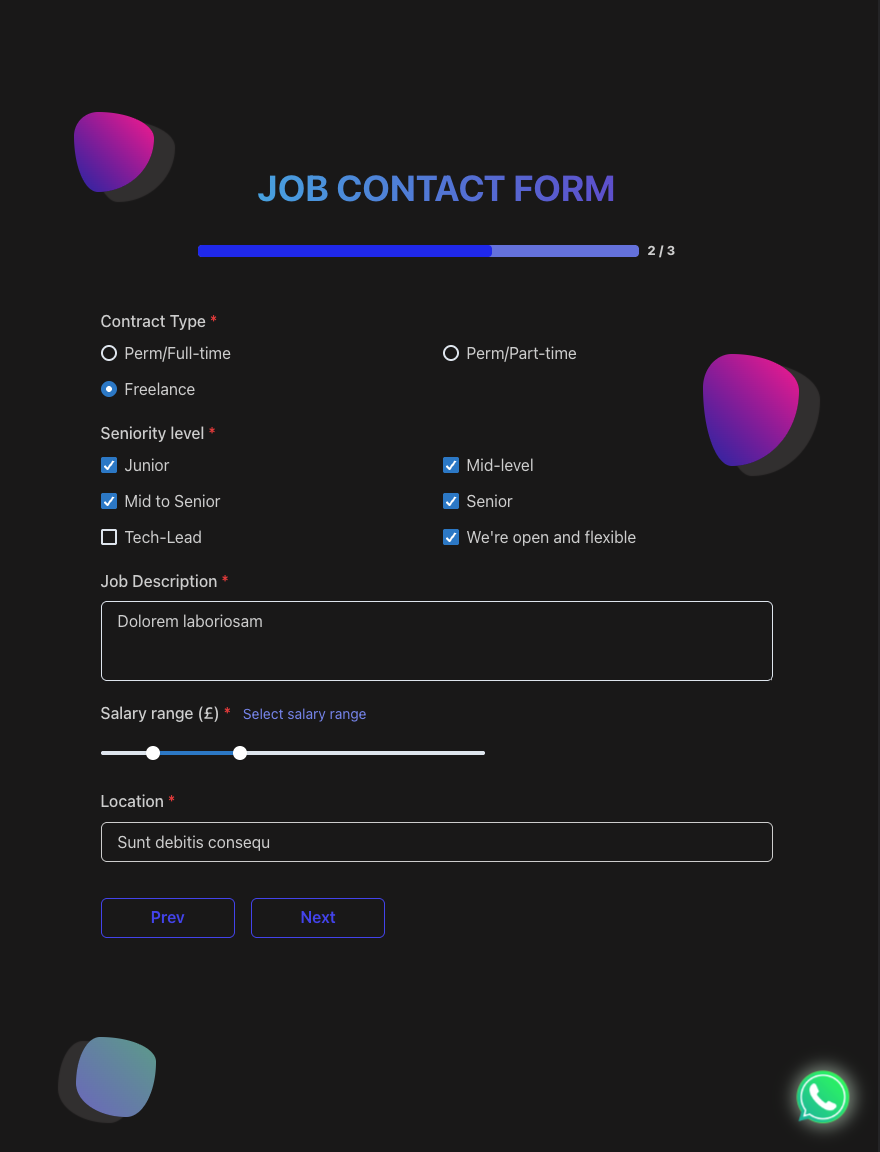 JOB CONTACT FORM
2 / 3
Contract Type *
Perm/Full-time Perm/Part-time
Freelance
Seniority level *
Junior Mid-level
Mid to Senior Senior
Tech-Lead We're open and flexible
Job Description *
Dolorem laboriosam
Salary range (£) * Select salary range
Location *
Sunt debitis consequ
Prev Next